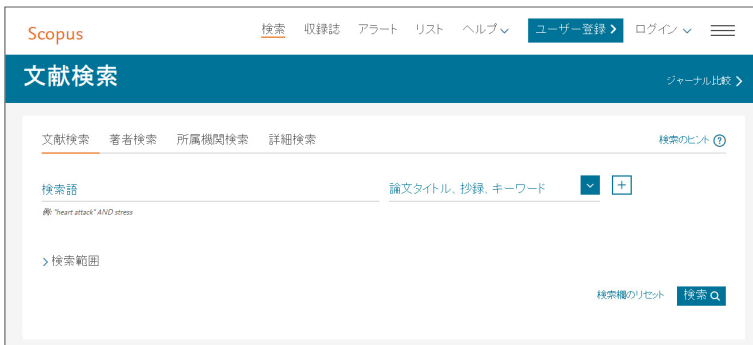 Scopus 検索 収録誌 アラート リスト ヘルプ ユーザー登録 ログイン
文献検索 ジャーナル比較
文献検索 著者検索 所属機関検索 詳細検索 検索のヒント ?
検索語 論文タイトル、抄録、キーワード
例: "heart attack" AND stress
検索範囲
検索欄のリセット 検索